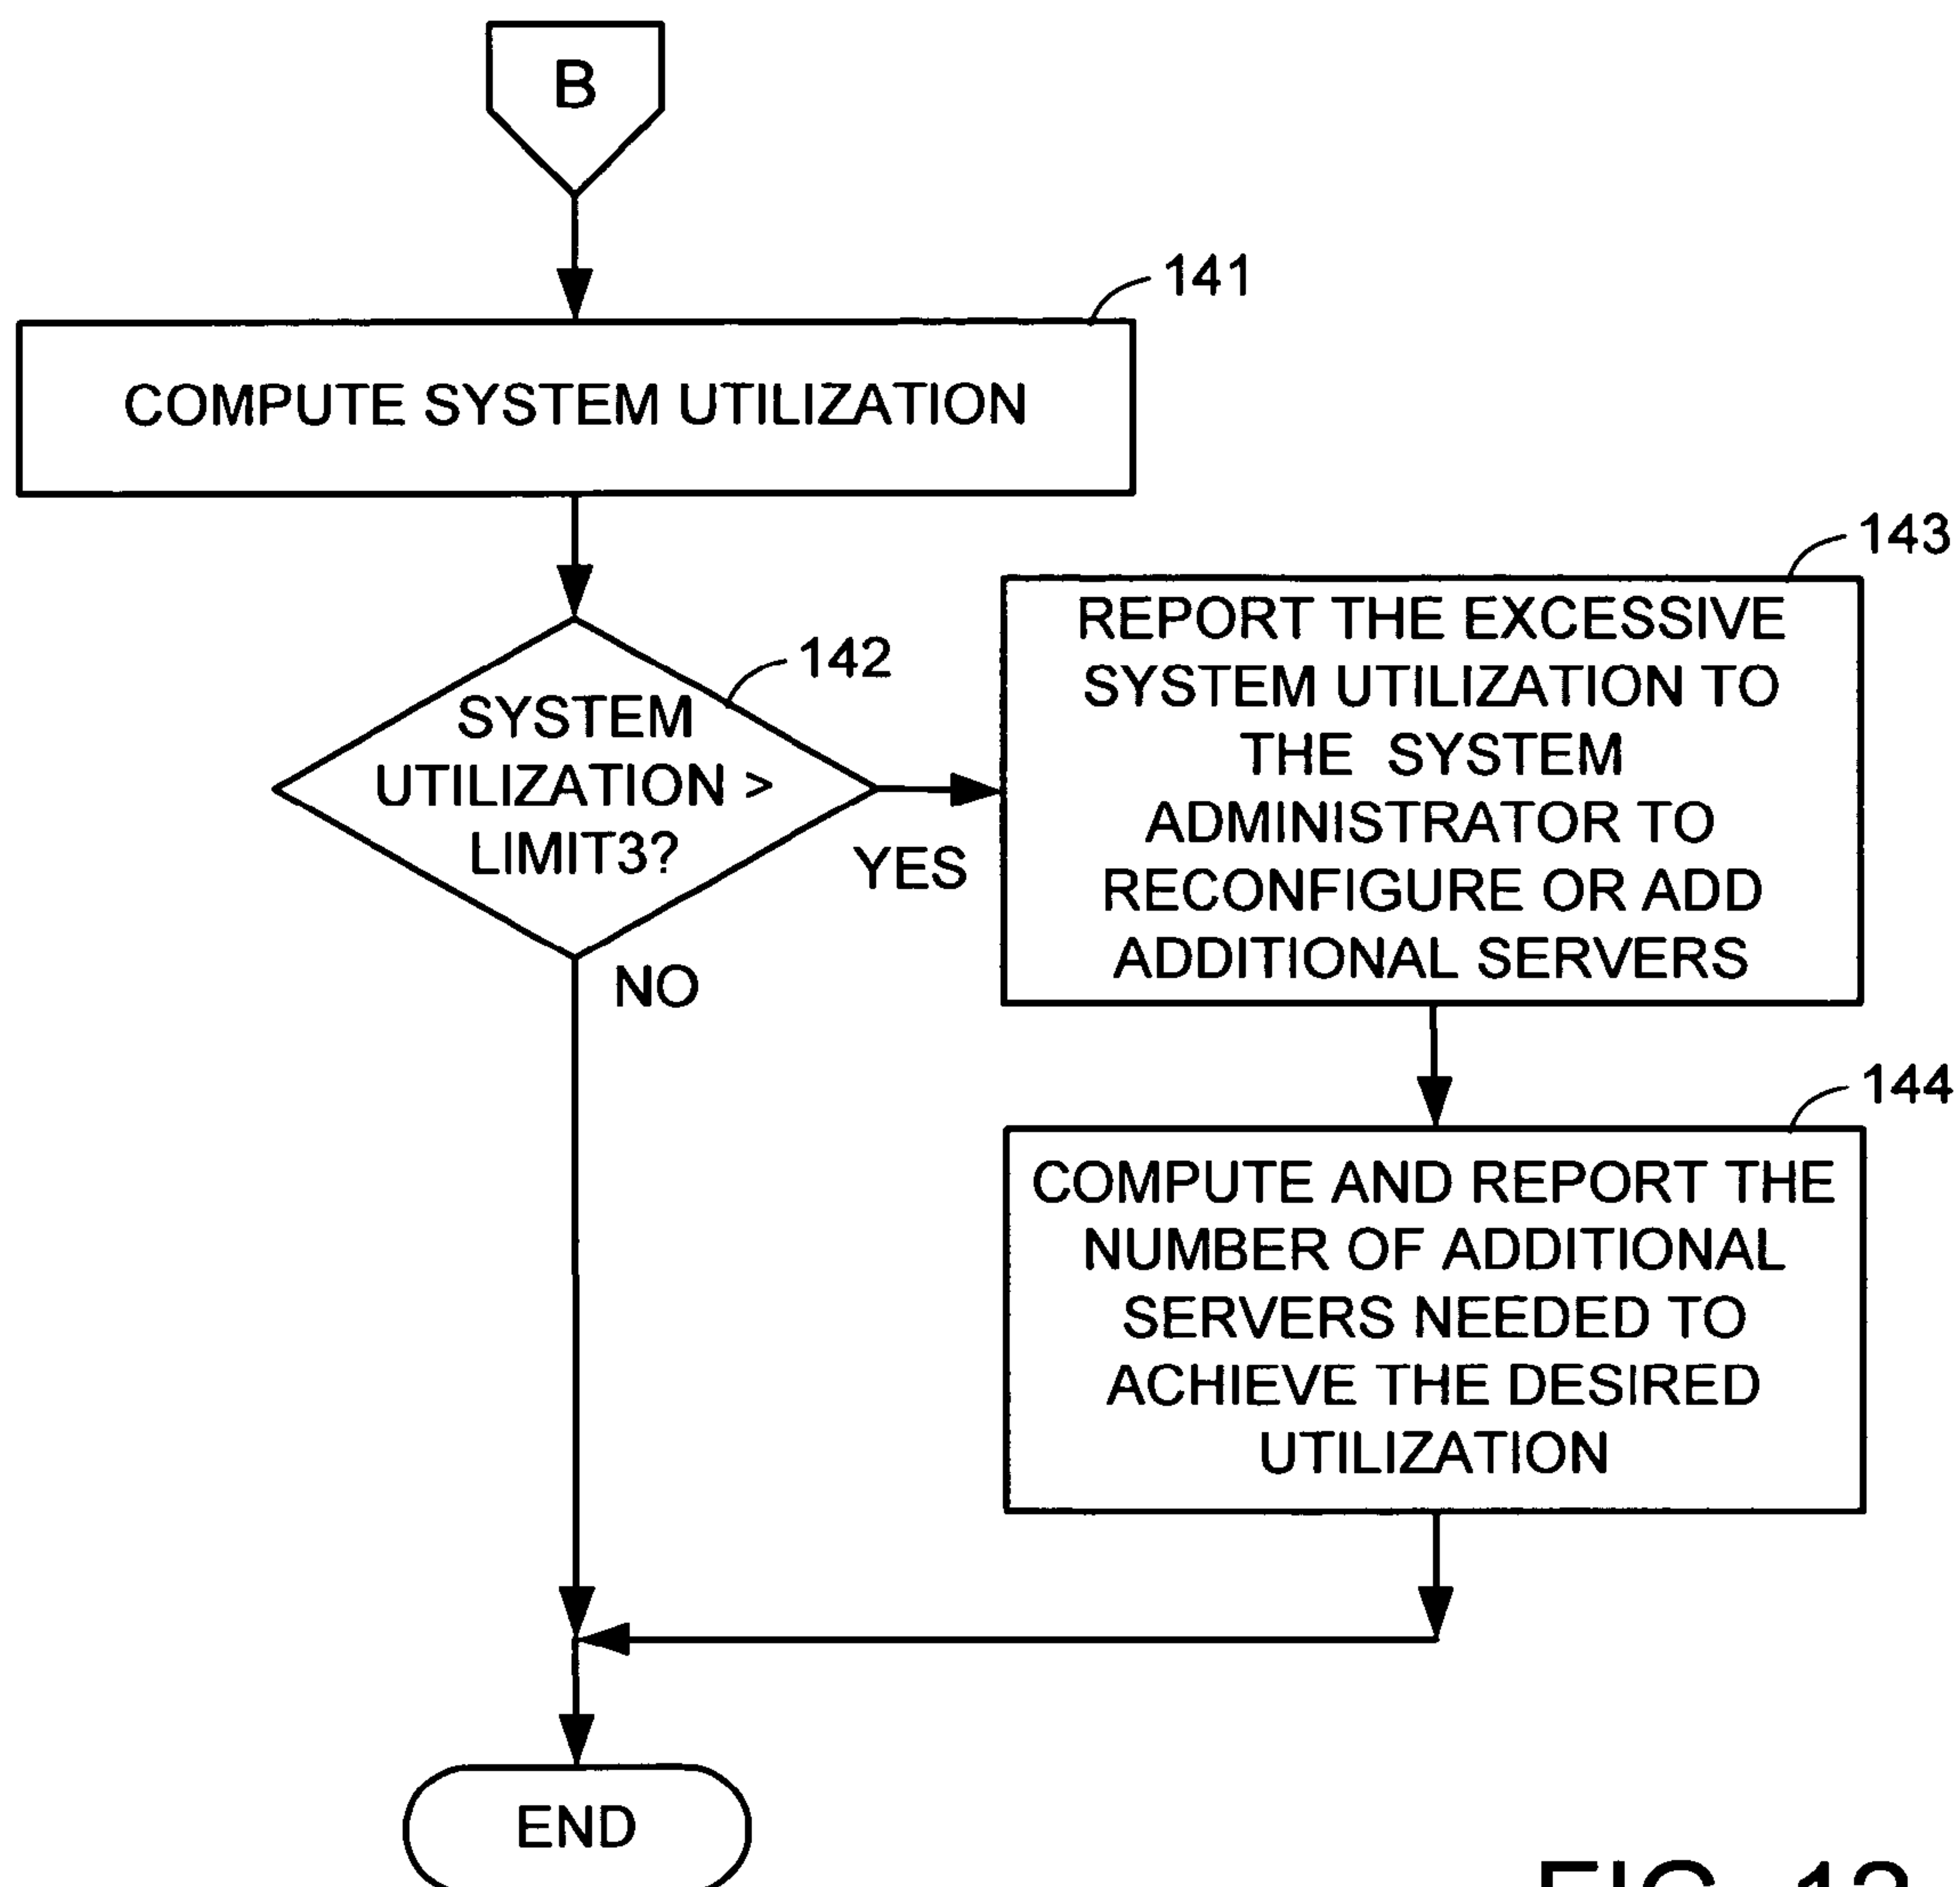 B
141
COMPUTE SYSTEM UTILIZATION
142
SYSTEM
UTILIZATION >
LIMIT3?
YES
NO
143
REPORT THE EXCESSIVE
SYSTEM UTILIZATION TO
THE SYSTEM
ADMINISTRATOR TO
RECONFIGURE OR ADD
ADDITIONAL SERVERS
144
COMPUTE AND REPORT THE
NUMBER OF ADDITIONAL
SERVERS NEEDED TO
ACHIEVE THE DESIRED
UTILIZATION
END